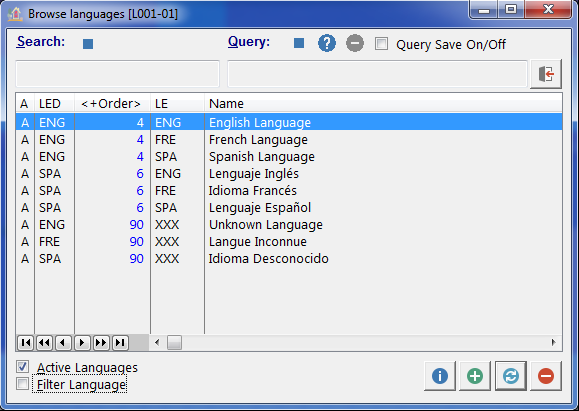 Browse languages [L001-01]
Search: Query: Query Save On/Off
A LED <+Order> LE Name
A ENG 4 ENG English Language
A ENG 4 FRE French Language
A ENG 4 SPA Spanish Language
A SPA 6 ENG Lenguaje Inglés
A SPA 6 FRE Idioma Francés
A SPA 6 SPA Lenguaje Español
A ENG 90 XXX Unknown Language
A FRE 90 XXX Langue Inconnue
A SPA 90 XXX Idioma Desconocido
Active Languages
Filter Language